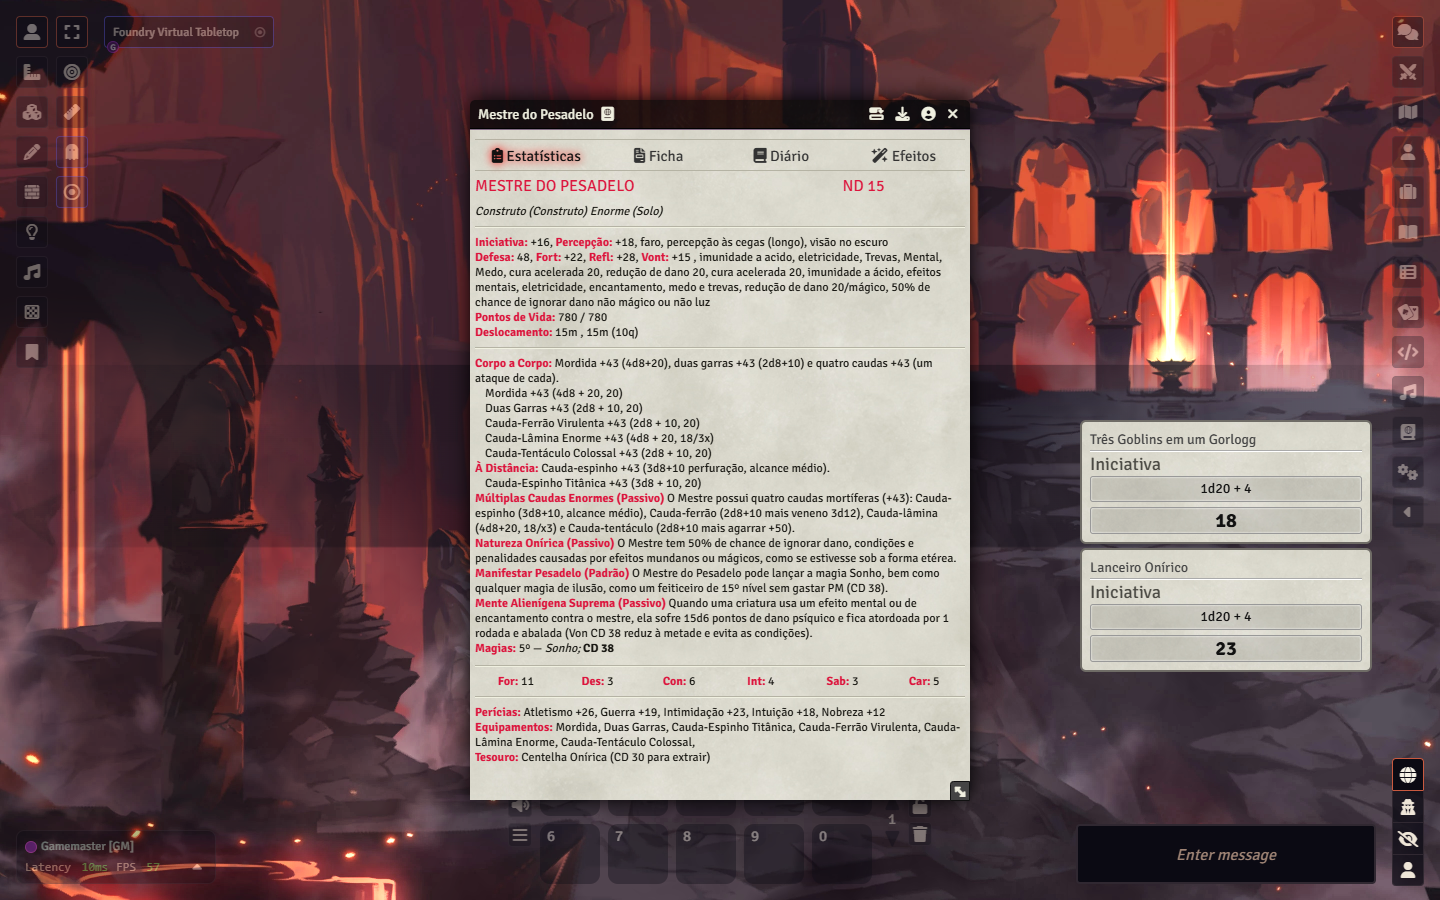 Foundry Virtual Tabletop
G
Mestre do Pesadelo
Estatísticas
Ficha
Diário
Efeitos
MESTRE DO PESADELO
ND 15
Construto (Construto) Enorme (Solo)
Iniciativa: +16, Percepção: +18, faro, percepção às cegas (longo), visão no escuro
Defesa: 48, Fort: +22, Refl: +28, Vont: +15 , imunidade a acido, eletricidade, Trevas, Mental,
Medo, cura acelerada 20, redução de dano 20, cura acelerada 20, imunidade a ácido, efeitos
mentais, eletricidade, encantamento, medo e trevas, redução de dano 20/mágico, 50% de
chance de ignorar dano não mágico ou não luz
Pontos de Vida: 780 / 780
Deslocamento: 15m , 15m (10q)
Corpo a Corpo: Mordida +43 (4d8+20), duas garras +43 (2d8+10) e quatro caudas +43 (um
ataque de cada).
Mordida +43 (4d8 + 20, 20)
Duas Garras +43 (2d8 + 10, 20)
Cauda-Ferrão Virulenta +43 (2d8 + 10, 20)
Cauda-Lâmina Enorme +43 (4d8 + 20, 18/3x)
Cauda-Tentáculo Colossal +43 (2d8 + 10, 20)
À Distância: Cauda-espinho +43 (3d8+10 perfuração, alcance médio).
Cauda-Espinho Titânica +43 (3d8 + 10, 20)
Múltiplas Caudas Enormes (Passivo) O Mestre possui quatro caudas mortíferas (+43): Cauda-
espinho (3d8+10, alcance médio), Cauda-ferrão (2d8+10 mais veneno 3d12), Cauda-lâmina
(4d8+20, 18/x3) e Cauda-tentáculo (2d8+10 mais agarrar +50).
Natureza Onírica (Passivo) O Mestre tem 50% de chance de ignorar dano, condições e
penalidades causadas por efeitos mundanos ou mágicos, como se estivesse sob a forma etérea.
Manifestar Pesadelo (Padrão) O Mestre do Pesadelo pode lançar a magia Sonho, bem como
qualquer magia de ilusão, como um feiticeiro de 15º nível sem gastar PM (CD 38).
Mente Alienígena Suprema (Passivo) Quando uma criatura usa um efeito mental ou de
encantamento contra o mestre, ela sofre 15d6 pontos de dano psíquico e fica atordoada por 1
rodada e abalada (Von CD 38 reduz à metade e evita as condições).
Magias: 5º — Sonho; CD 38
For: 11
Des: 3
Con: 6
Int: 4
Sab: 3
Car: 5
Perícias: Atletismo +26, Guerra +19, Intimidação +23, Intuição +18, Nobreza +12
Equipamentos: Mordida, Duas Garras, Cauda-Espinho Titânica, Cauda-Ferrão Virulenta, Cauda-
Lâmina Enorme, Cauda-Tentáculo Colossal,
Tesouro: Centelha Onírica (CD 30 para extrair)
Três Goblins em um Gorlogg
Iniciativa
1d20 + 4
18
Lanceiro Onírico
Iniciativa
1d20 + 4
23
6
7
8
9
0
1
Gamemaster [GM]
Latency 10ms FPS 57
Enter message